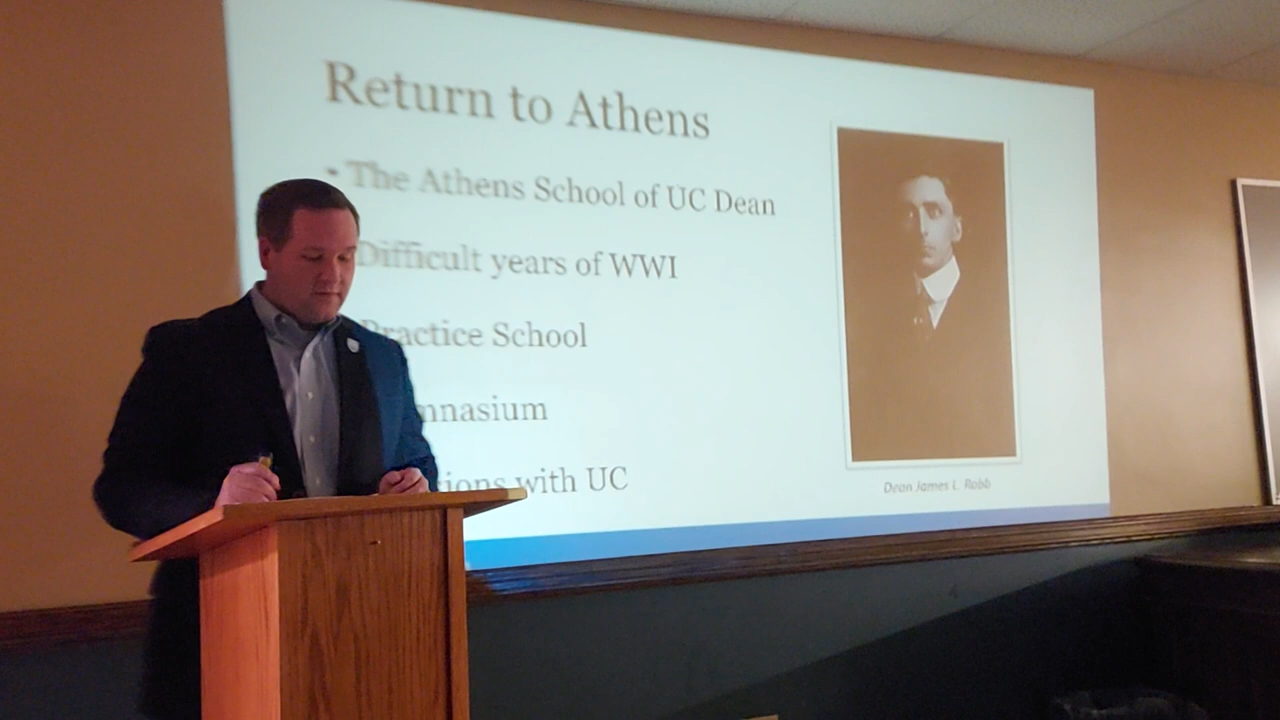 Return to Athens
• The Athens School of UC Dean
Difficult years of WWI
Practice School
mnasium
sions with UC
Dean James L. Robb